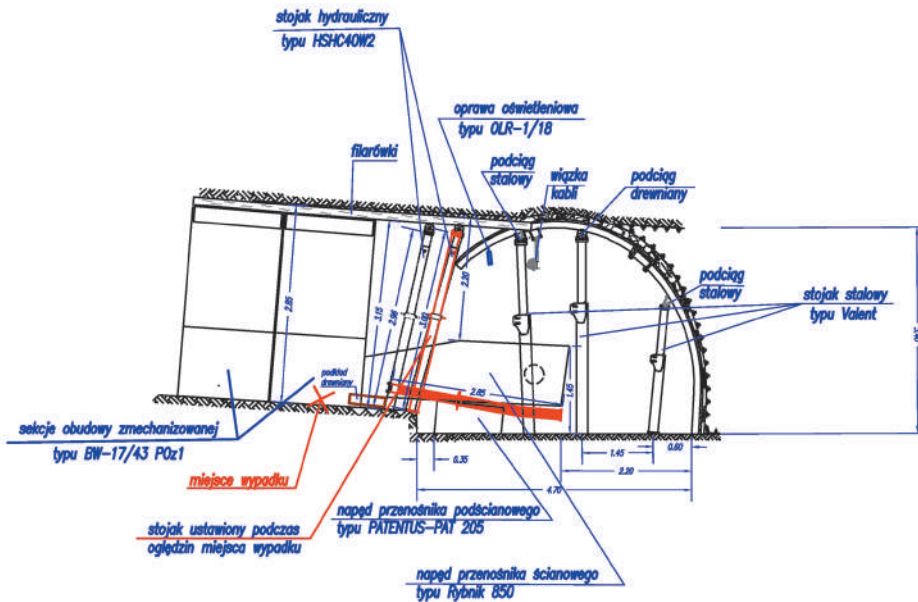 stojak hydrauliczny
typu HSHC40W2
oprawa oświetleniowa
typu OLR-1/18
filarówki
podciąg
stalowy
wiązka
kabli
podciąg
drewniany
podciąg
stalowy
stojak stalowy
typu Valent
2.85
3.15
2.96
3.00
2.20
podkład
drewniany
2.85
1.45
sekcje obudowy zmechanizowanej
typu BW-17/43 POz1
miejsce wypadku
0.35
1.45
0.60
2.20
4.70
stojak ustawiony podczas
oględzin miejsca wypadku
napęd przenośnika podścianowego
typu PATENTUS-PAT 205
napęd przenośnika ścianowego
typu Rybnik 850